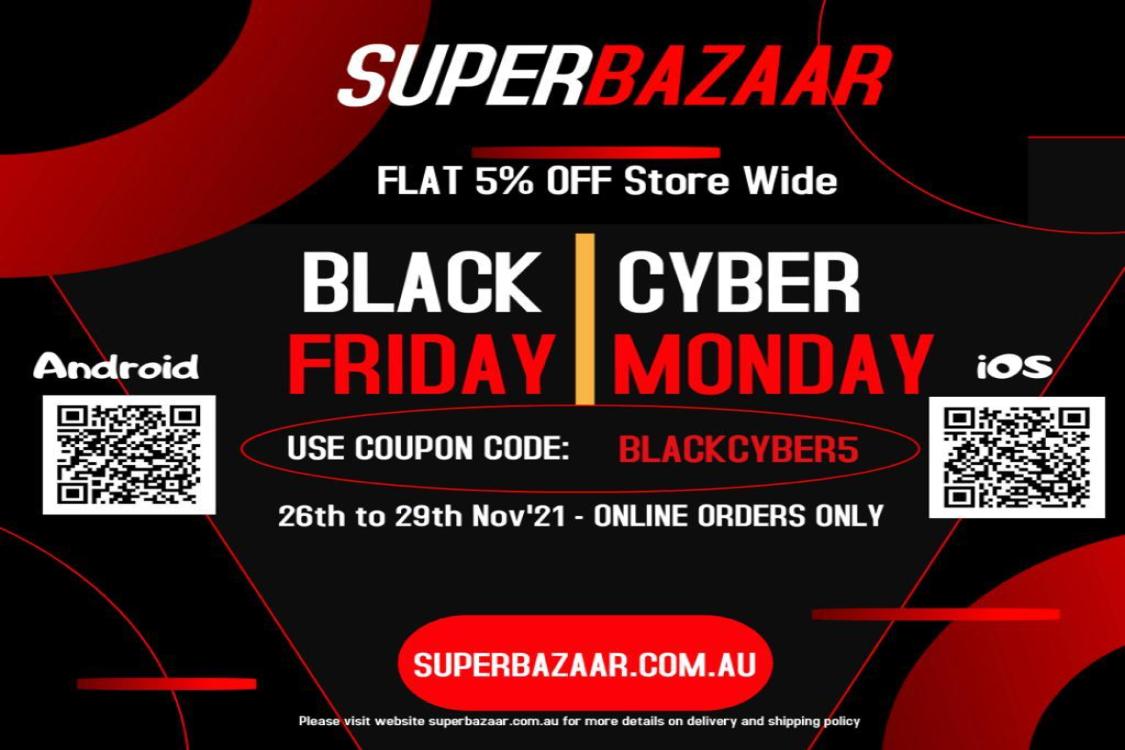 SUPERBAZAAR
FLAT 5% OFF Store Wide
BLACK FRIDAY
CYBER MONDAY
Android
iOS
USE COUPON CODE: BLACKCYBER5
26th to 29th Nov'21 - ONLINE ORDERS ONLY
SUPERBAZAAR.COM.AU
Please visit website superbazaar.com.au for more details on delivery and shipping policy